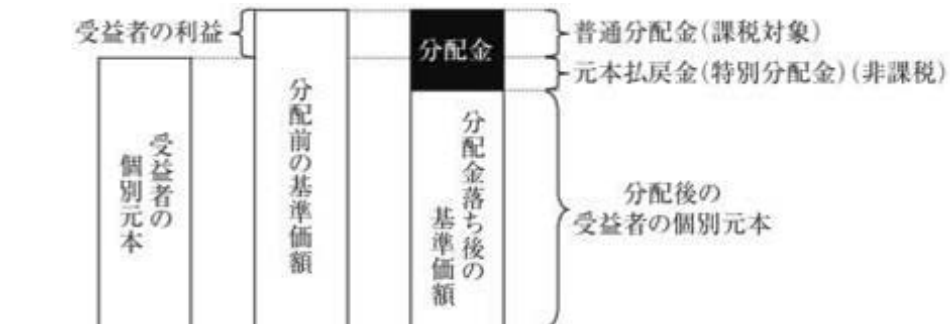 受益者の利益
分配金
普通分配金(課税対象)
元本払戻金(特別分配金)(非課税)
受益者の
個別元本
分配前の基準価額
分配金落ち後の
基準価額
分配後の
受益者の個別元本